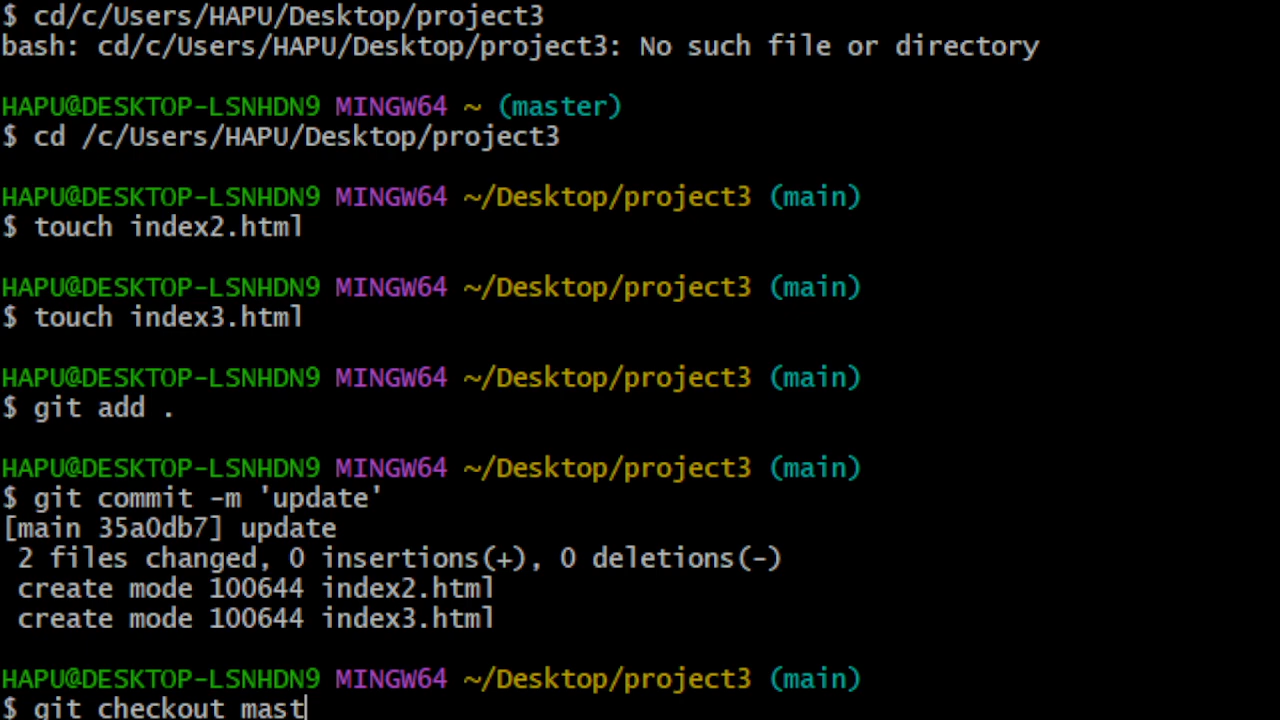 $ cd/c/Users/HAPU/Desktop/project3
bash: cd/c/Users/HAPU/Desktop/project3: No such file or directory
HAPU@DESKTOP-LSNHDN9 MINGW64 ~ (master)
$ cd /c/Users/HAPU/Desktop/project3
HAPU@DESKTOP-LSNHDN9 MINGW64 ~/Desktop/project3 (main)
$ touch index2.html
HAPU@DESKTOP-LSNHDN9 MINGW64 ~/Desktop/project3 (main)
$ touch index3.html
HAPU@DESKTOP-LSNHDN9 MINGW64 ~/Desktop/project3 (main)
$ git add .
HAPU@DESKTOP-LSNHDN9 MINGW64 ~/Desktop/project3 (main)
$ git commit -m 'update'
[main 35a0db7] update
 2 files changed, 0 insertions(+), 0 deletions(-)
 create mode 100644 index2.html
 create mode 100644 index3.html
HAPU@DESKTOP-LSNHDN9 MINGW64 ~/Desktop/project3 (main)
$ git checkout mast